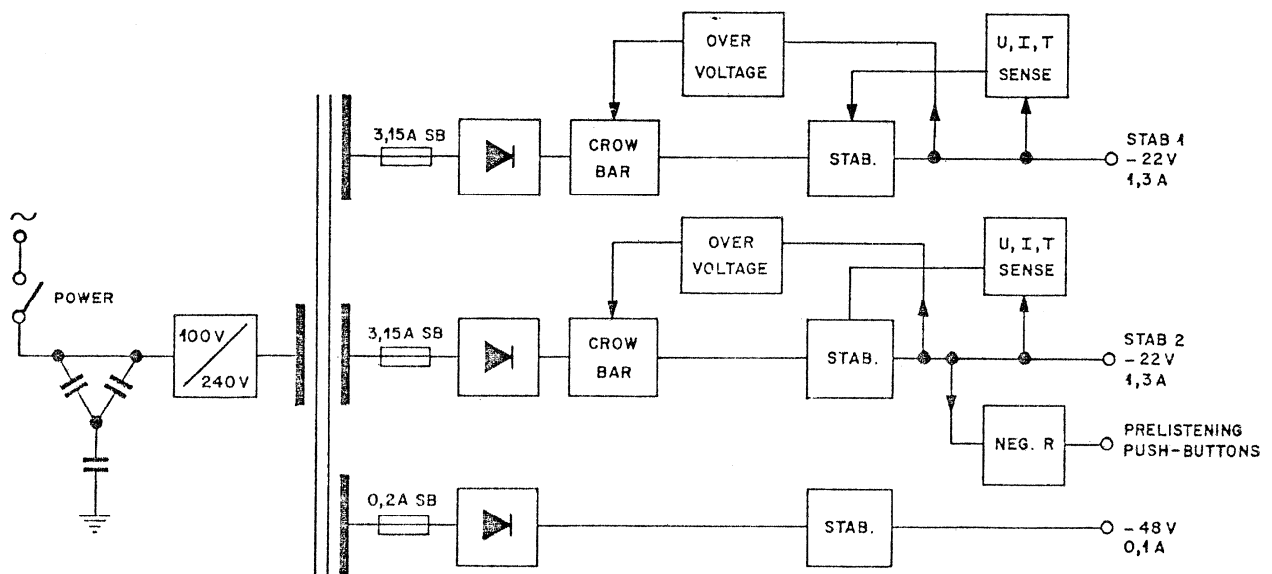 OVER
VOLTAGE
U, I, T
SENSE
3,15A SB
CROW
BAR
STAB.
STAB 1
- 22V
1,3 A
~
POWER
OVER
VOLTAGE
U, I, T
SENSE
100V
240V
3,15A SB
CROW
BAR
STAB.
STAB 2
- 22V
1,3 A
NEG. R
PRELISTENING
PUSH-BUTTONS
0,2A SB
STAB.
- 48V
0,1A